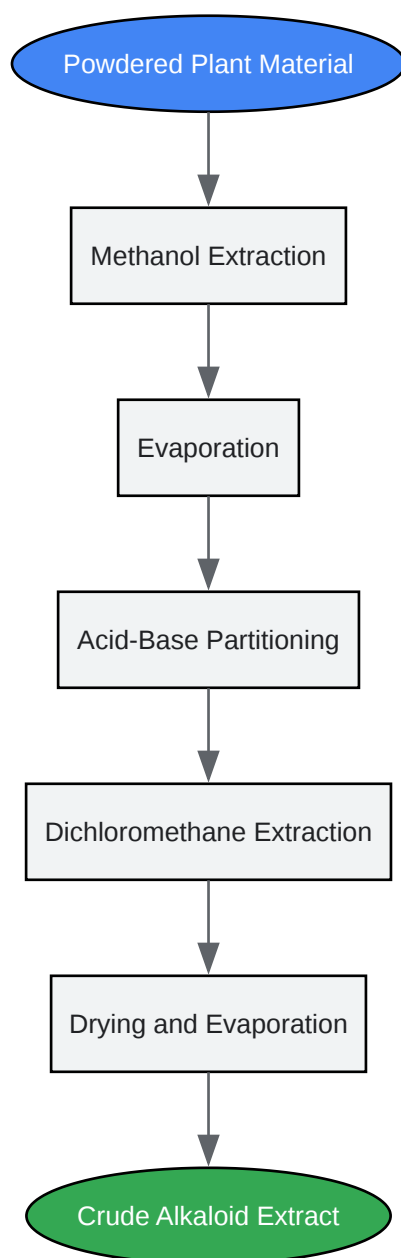 Powdered Plant Material
Methanol Extraction
Evaporation
Acid-Base Partitioning
Dichloromethane Extraction
Drying and Evaporation
Crude Alkaloid Extract